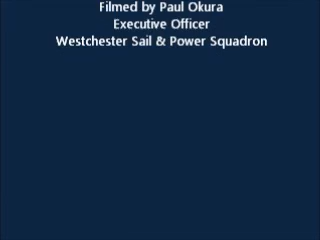 Filmed by Paul Okura
Executive Officer
Westchester Sail & Power Squadron